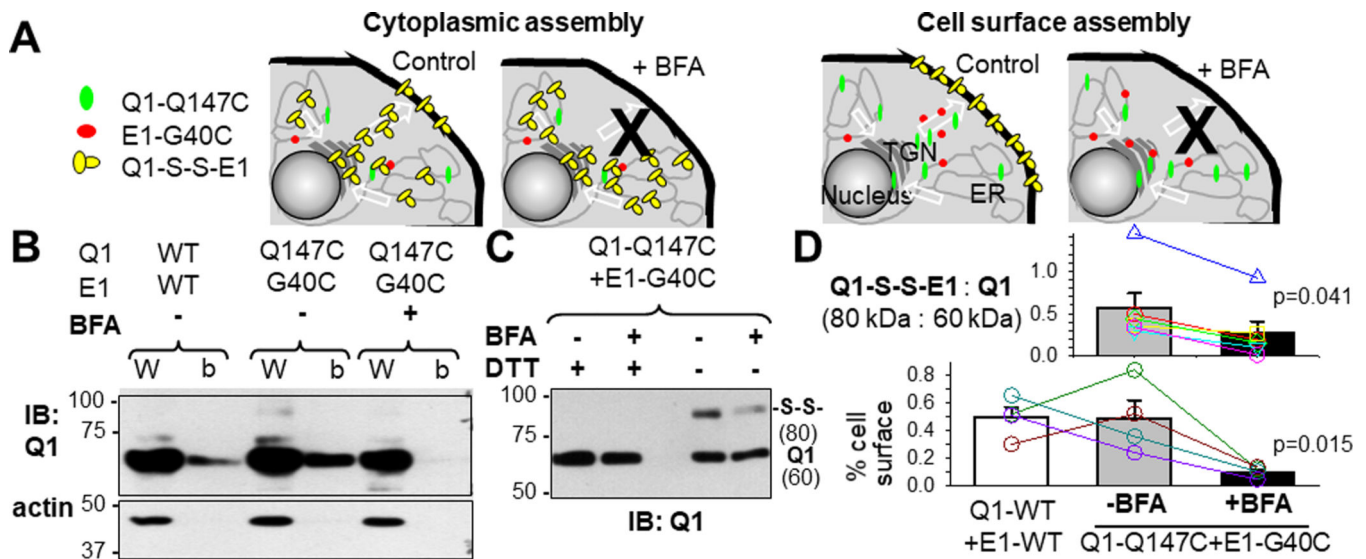 A
Cytoplasmic assembly
Cell surface assembly
Control
+ BFA
Control
+ BFA
Q1-Q147C
E1-G40C
Q1-S-S-E1
TGN
Nucleus
ER
B
Q1 WT Q147C Q147C
E1 WT G40C G40C
BFA - - +
W b W b W b
100
IB:
Q1
75
50
actin
37
C
Q1-Q147C
+E1-G40C
BFA - + - +
DTT + + - -
100
75
50
-S-S-
(80)
Q1
(60)
IB: Q1
D
Q1-S-S-E1 : Q1
(80 kDa : 60 kDa)
1.0
0.5
0.0
p=0.041
% cell
surface
0.8
0.6
0.4
0.2
0.0
p=0.015
Q1-WT
+E1-WT
-BFA +BFA
Q1-Q147C+E1-G40C